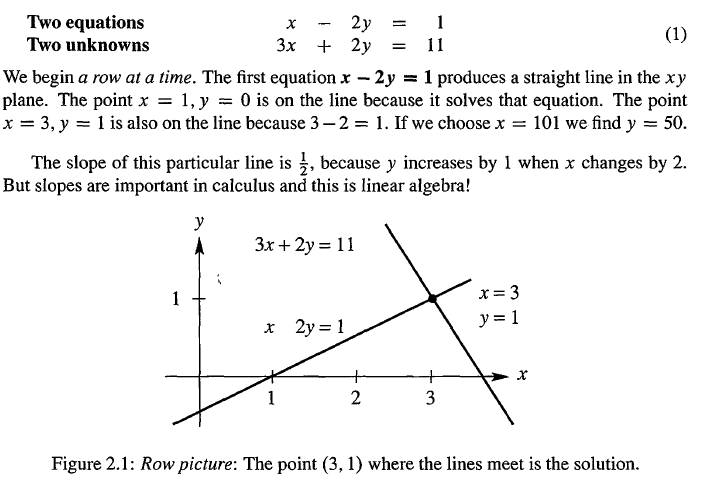 Two equations x − 2y = 1
Two unknowns 3x + 2y = 11
(1)
We begin a row at a time. The first equation x − 2y = 1 produces a straight line in the xy
plane. The point x = 1, y = 0 is on the line because it solves that equation. The point
x = 3, y = 1 is also on the line because 3 − 2 = 1. If we choose x = 101 we find y = 50.
The slope of this particular line is ½, because y increases by 1 when x changes by 2.
But slopes are important in calculus and this is linear algebra!
y
3x + 2y = 11
1
x = 3
x 2y = 1
y = 1
x
1 2 3
Figure 2.1: Row picture: The point (3, 1) where the lines meet is the solution.